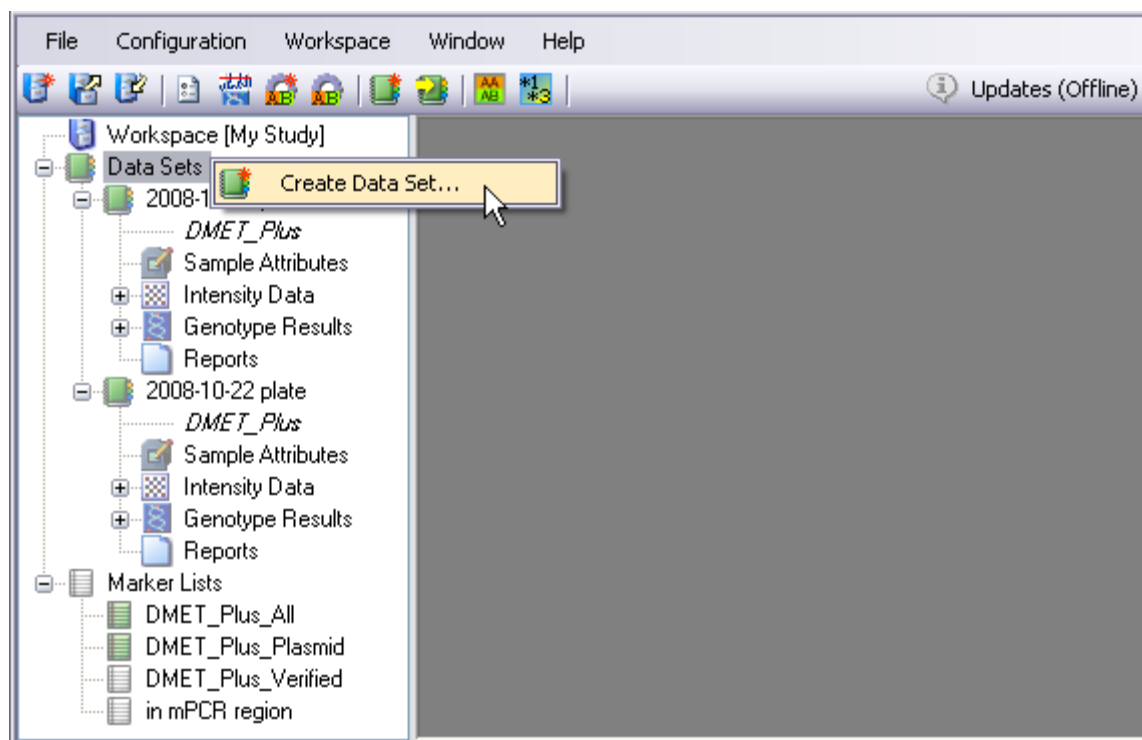 File Configuration Workspace Window Help
Updates (Offline)
Workspace [My Study]
Data Sets
Create Data Set...
2008-1
DMET_Plus
Sample Attributes
Intensity Data
Genotype Results
Reports
2008-10-22 plate
DMET_Plus
Sample Attributes
Intensity Data
Genotype Results
Reports
Marker Lists
DMET_Plus_All
DMET_Plus_Plasmid
DMET_Plus_Verified
in mPCR region